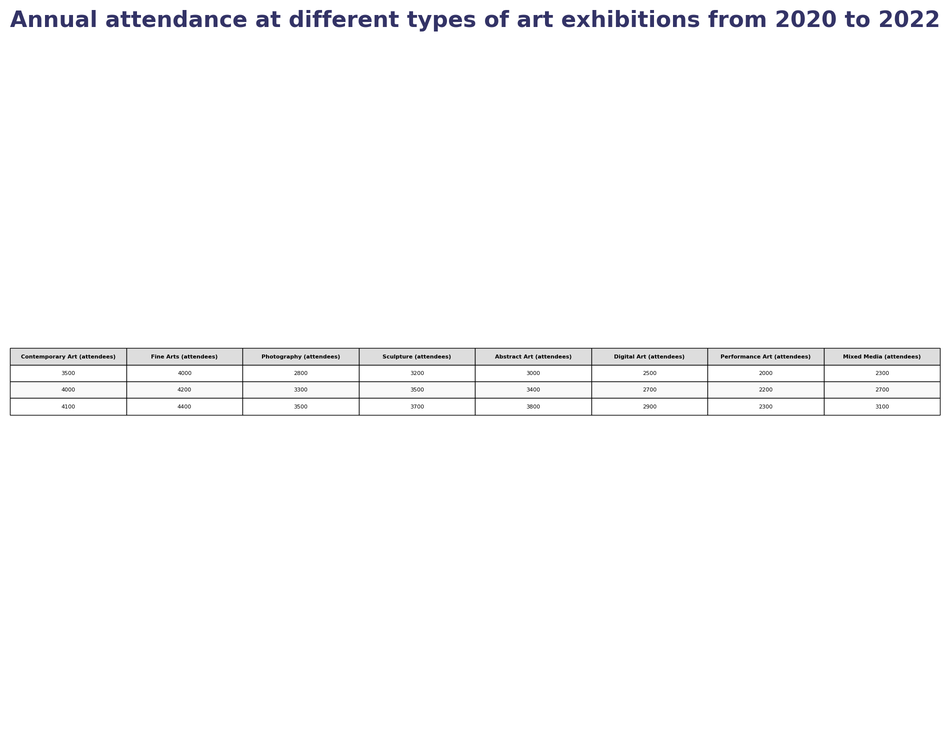 Annual attendance at different types of art exhibitions from 2020 to 2022
Contemporary Art (attendees) Fine Arts (attendees) Photography (attendees) Sculpture (attendees) Abstract Art (attendees) Digital Art (attendees) Performance Art (attendees) Mixed Media (attendees)
3500 4000 2800 3200 3000 2500 2000 2300
4000 4200 3300 3500 3400 2700 2200 2700
4100 4400 3500 3700 3800 2900 2300 3100